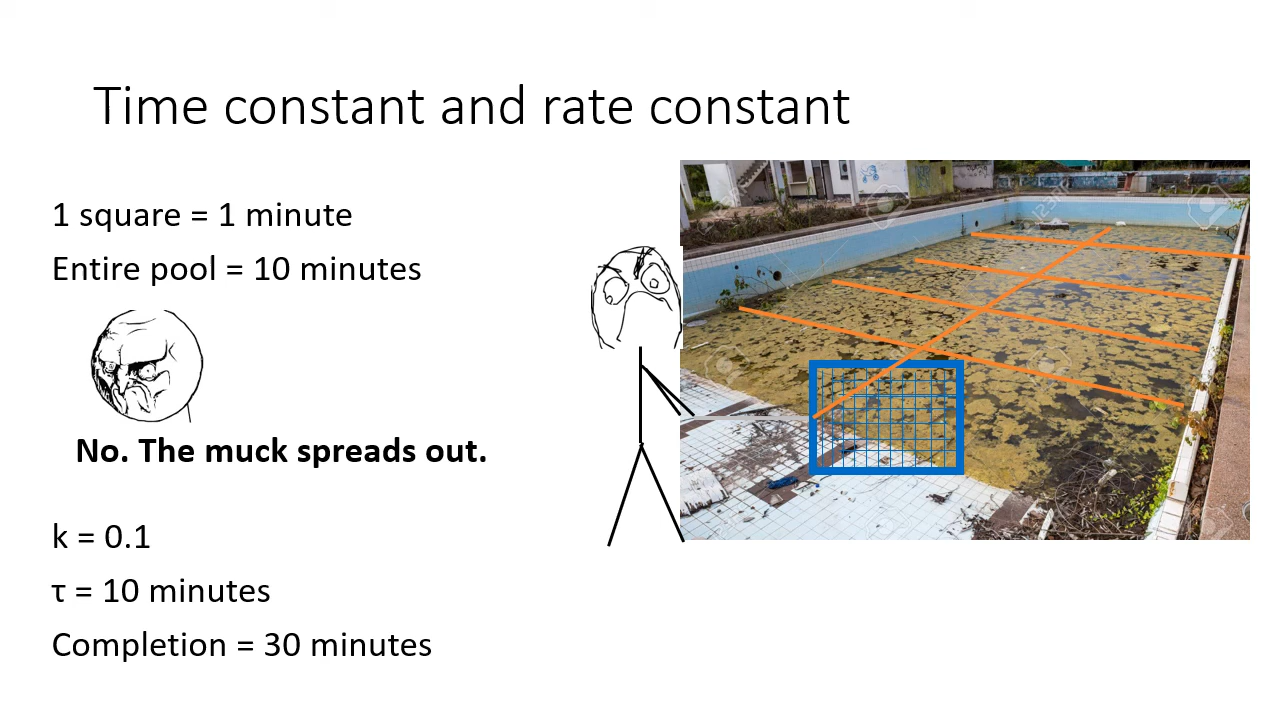 Time constant and rate constant
1 square = 1 minute
Entire pool = 10 minutes
No. The muck spreads out.
k = 0.1
τ = 10 minutes
Completion = 30 minutes